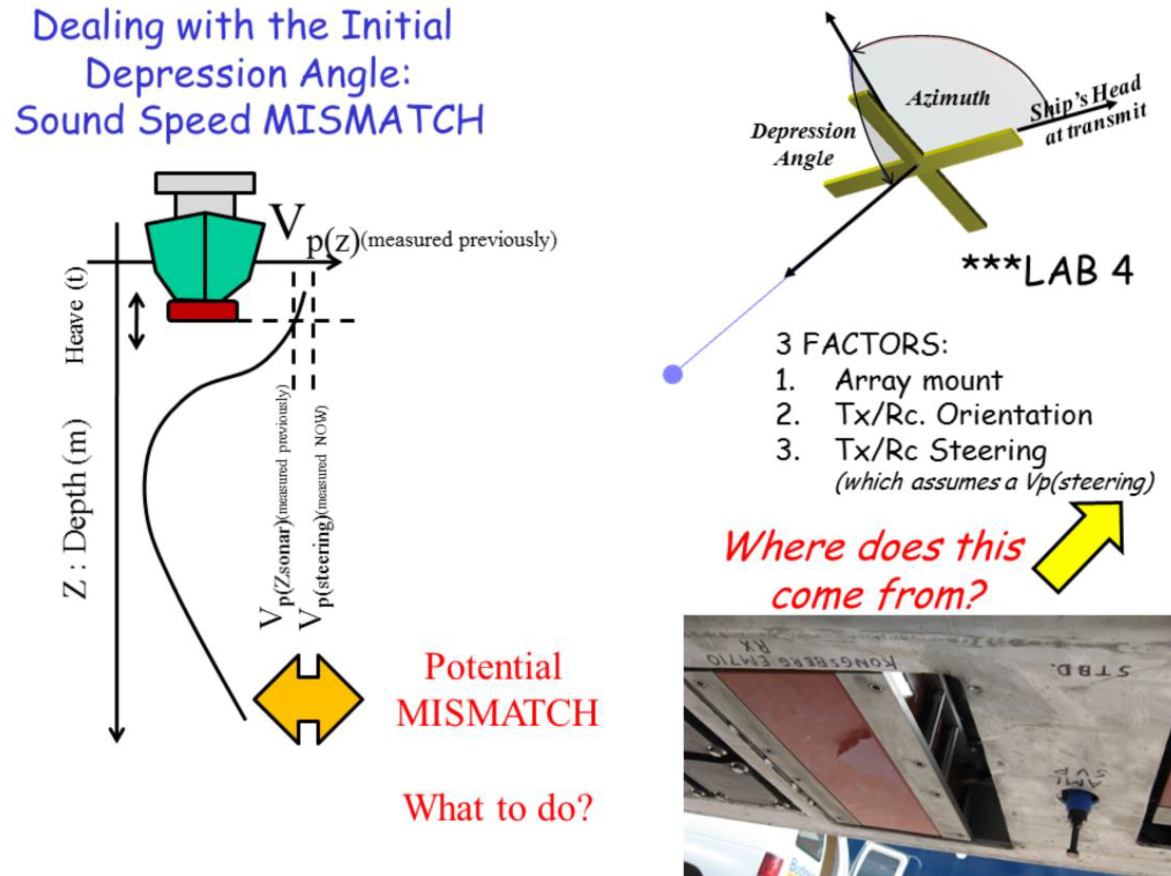 Dealing with the Initial
Depression Angle:
Sound Speed MISMATCH
Vp(z)(measured previously)
Heave (t)
Z : Depth (m)
Vp(Zsonar)(measured previously)
Vp(steering)(measured NOW)
Potential
MISMATCH
What to do?
Azimuth
Ship's Head
at transmit
Depression
Angle
***LAB 4
3 FACTORS:
1. Array mount
2. Tx/Rc. Orientation
3. Tx/Rc Steering
(which assumes a Vp(steering)
Where does this
come from?
KONGSBERG EM710
RX
STBD.
AML
SVP